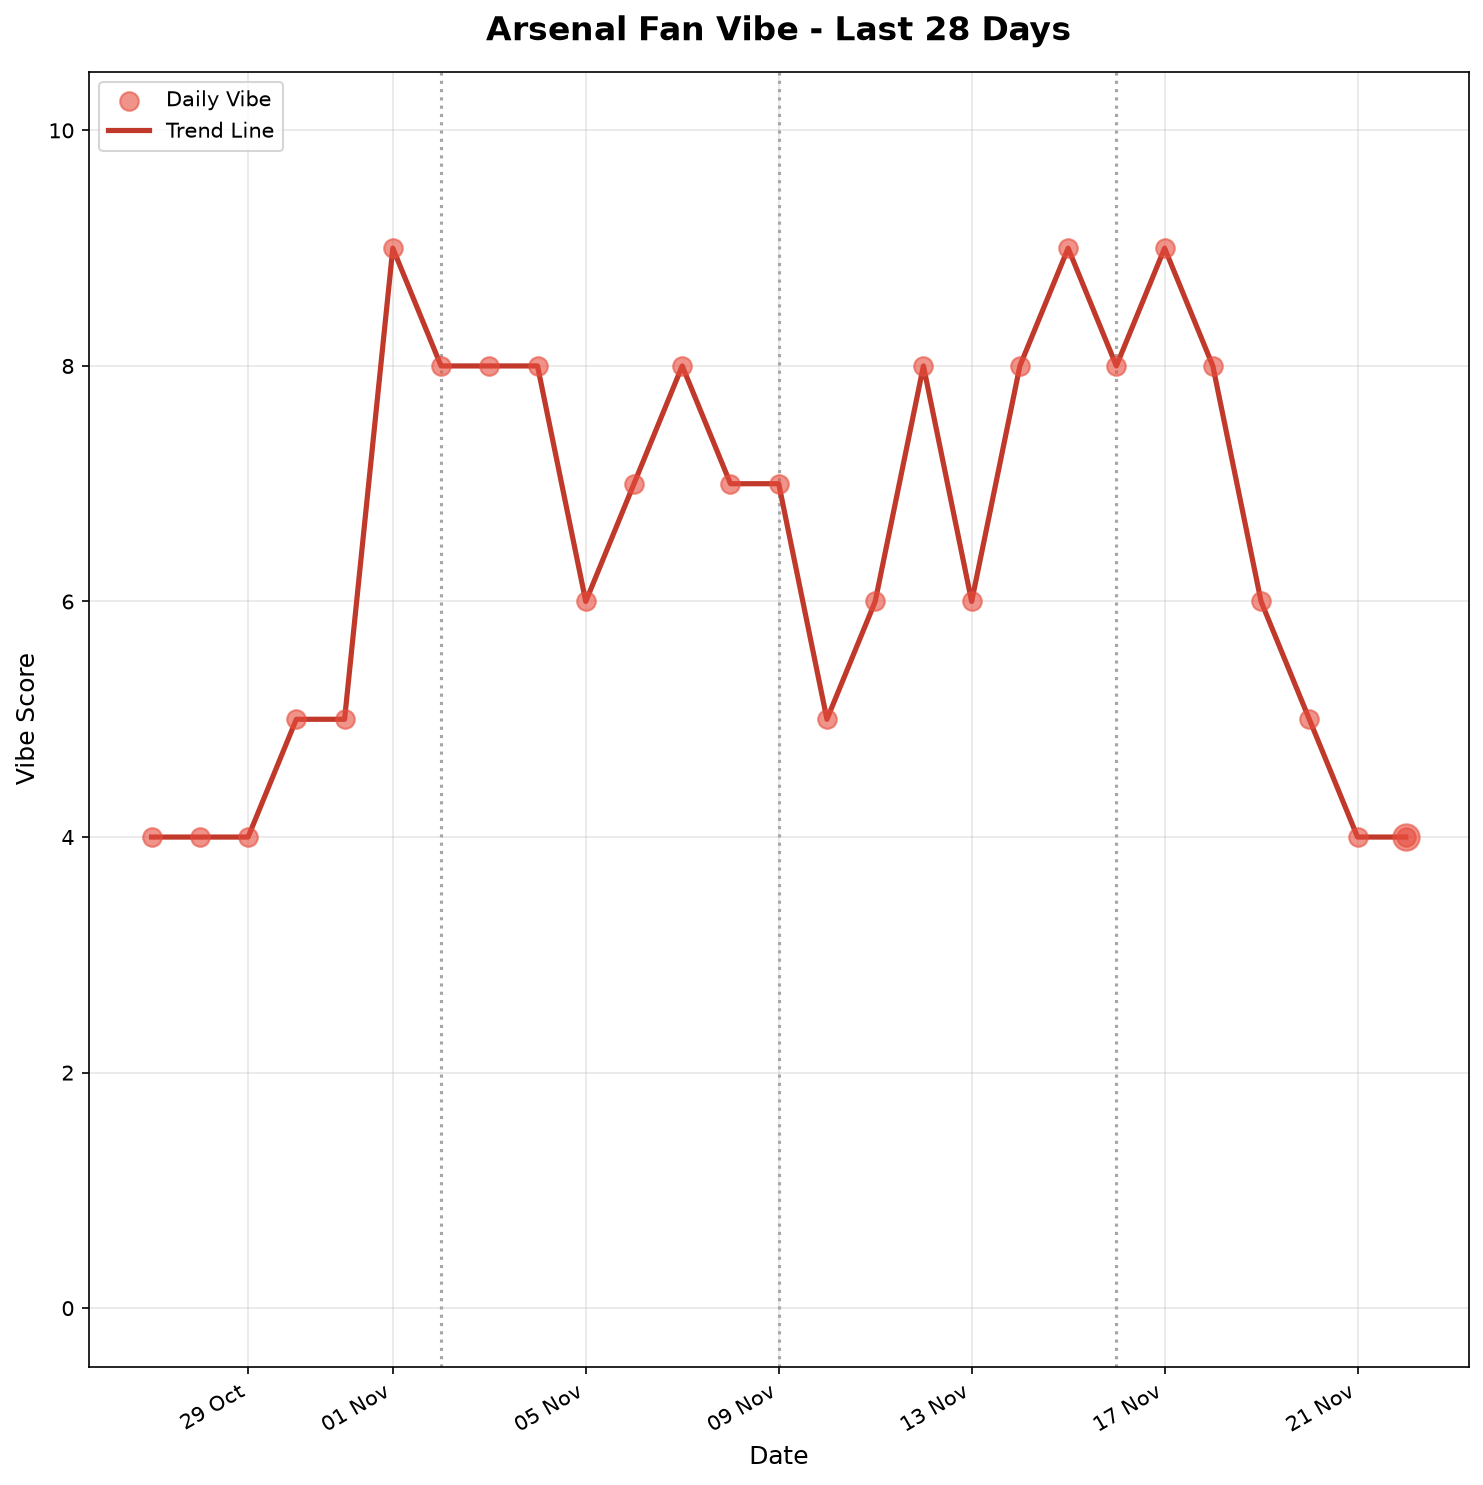 Arsenal Fan Vibe - Last 28 Days
Daily Vibe
Trend Line
10
8
6
4
2
0
Vibe Score
29 Oct
01 Nov
05 Nov
09 Nov
13 Nov
17 Nov
21 Nov
Date